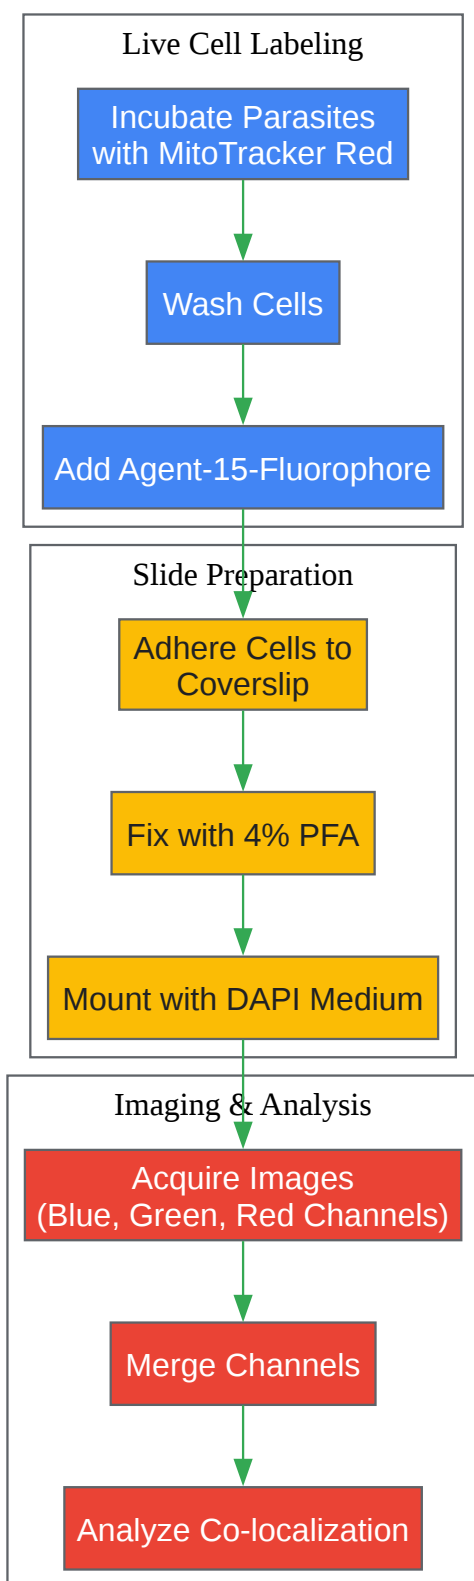 Live Cell Labeling
Incubate Parasites
with MitoTracker Red
Wash Cells
Add Agent-15-Fluorophore
Slide Preparation
Adhere Cells to
Coverslip
Fix with 4% PFA
Mount with DAPI Medium
Imaging & Analysis
Acquire Images
(Blue, Green, Red Channels)
Merge Channels
Analyze Co-localization